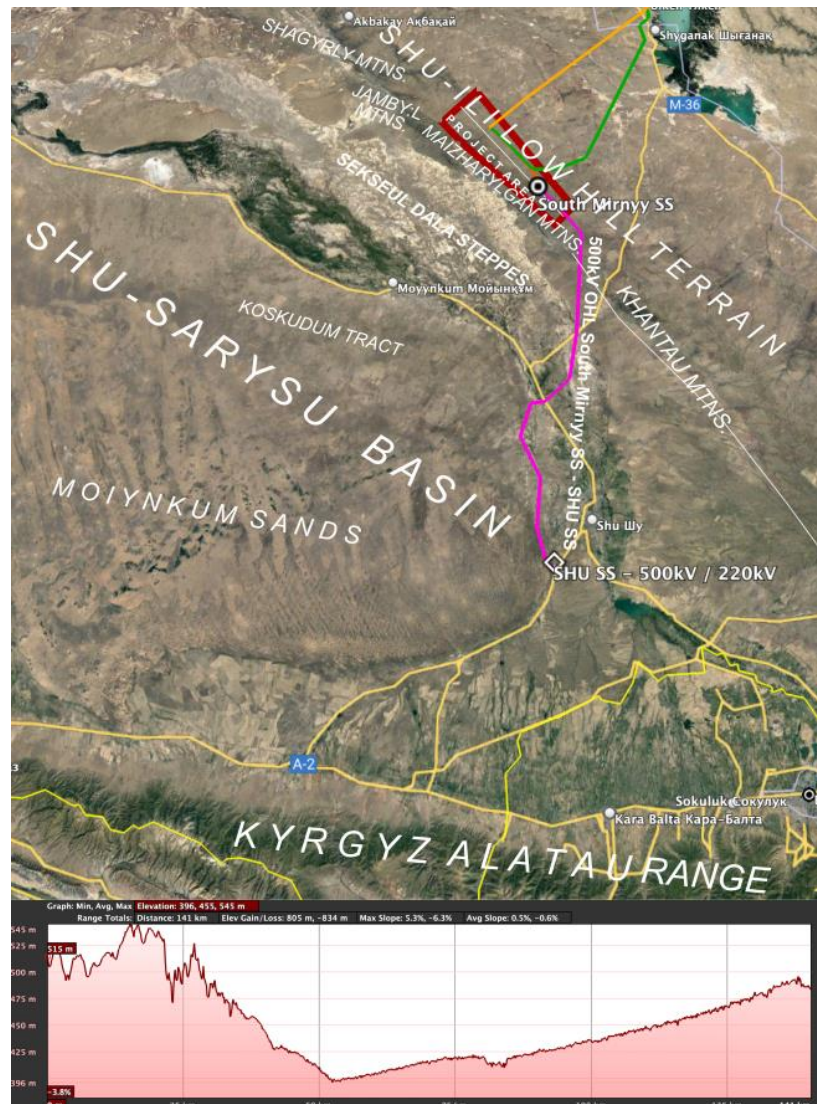 Akbakay Ақбақай
Shyganak Шығанақ
SHAGYRLY MTNS.
SHU-ILI LOW HILL TERRAIN
M-36
JAMBY:L
MTNS.
PROJECT AREA
MAIZHARYLGAN MTNS.
South Mirnyy SS
SEKSEUL DALA STEPPES
SHU-SARYSU BASIN
Moyynkum Мойынқұм
500kV OHL South Mirnyy SS - SHU SS
KHANTAU MTNS.
KOSKUDUM TRACT
MOIYNKUM SANDS
Shu Шу
SHU SS - 500kV / 220kV
A-2
3
Sokuluk Сокулук
Kara Balta Кара-Балта
KYRGYZ ALATAU RANGE
Graph: Min, Avg, Max Elevation: 396, 455, 545 m
Range Totals: Distance: 141 km Elev Gain/Loss: 805 m, -834 m Max Slope: 5.3%, -6.3% Avg Slope: 0.5%, -0.6%
545 m
525 m
515 m
500 m
475 m
450 m
425 m
396 m
-3.8%